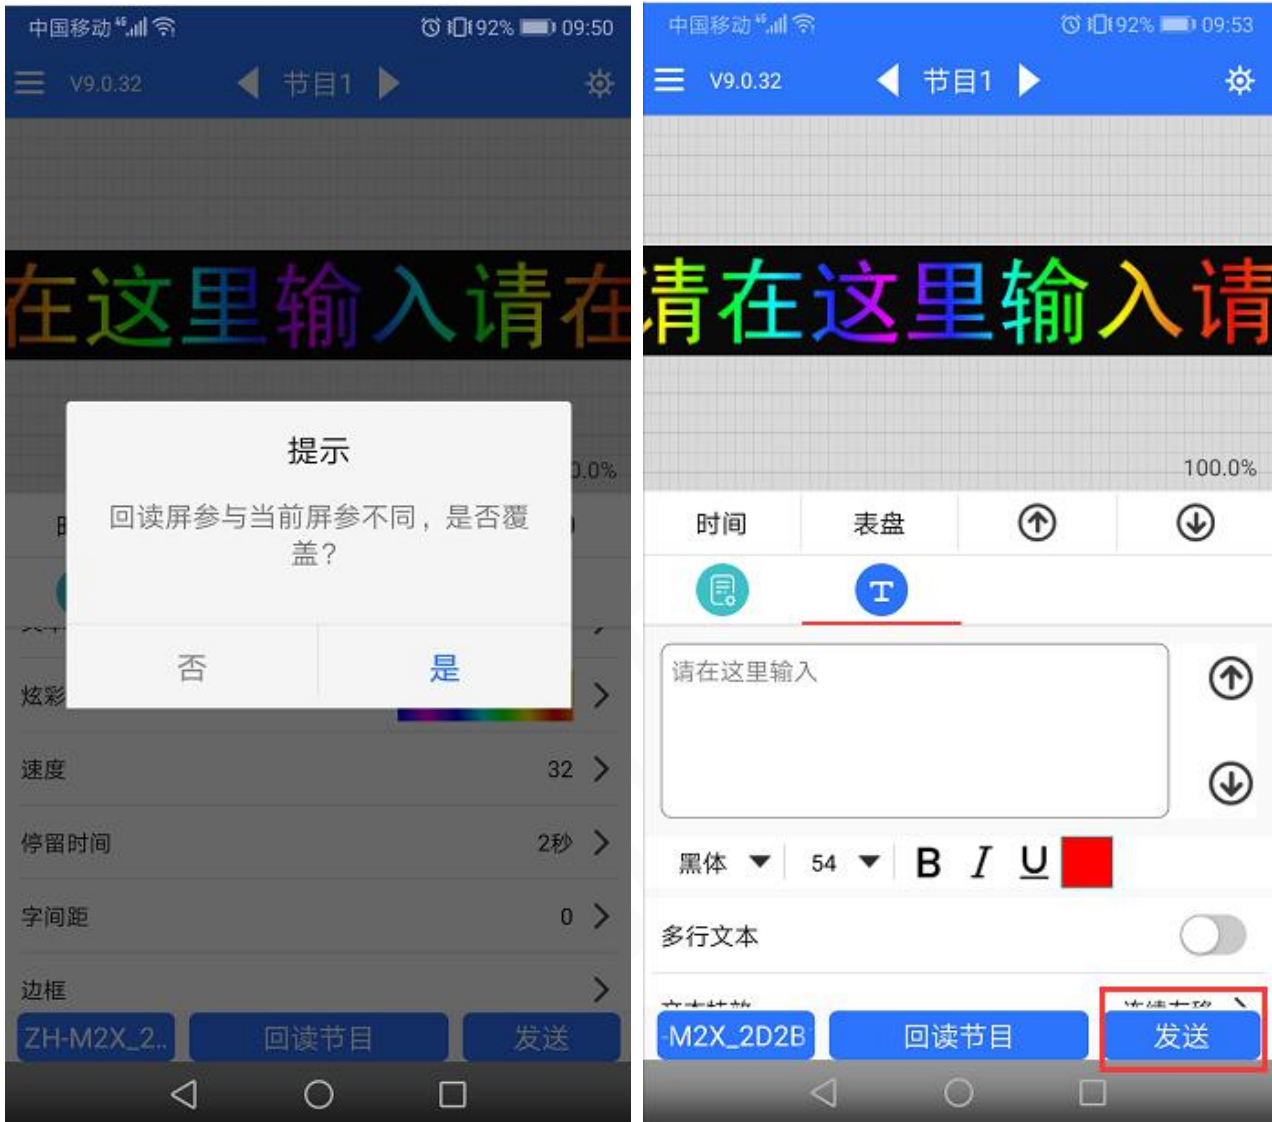 中国移动 46 92% 09:50
V9.0.32 节目1
在这里输入请在
提示
回读屏参与当前屏参不同，是否覆
盖？
否 是
炫彩
速度 32
停留时间 2秒
字间距 0
边框
ZH-M2X_2.. 回读节目 发送
中国移动 46 92% 09:53
V9.0.32 节目1
请在这里输入请
100.0%
时间 表盘
T
请在这里输入
黑体 54 B I U
多行文本
-M2X_2D2B 回读节目 发送